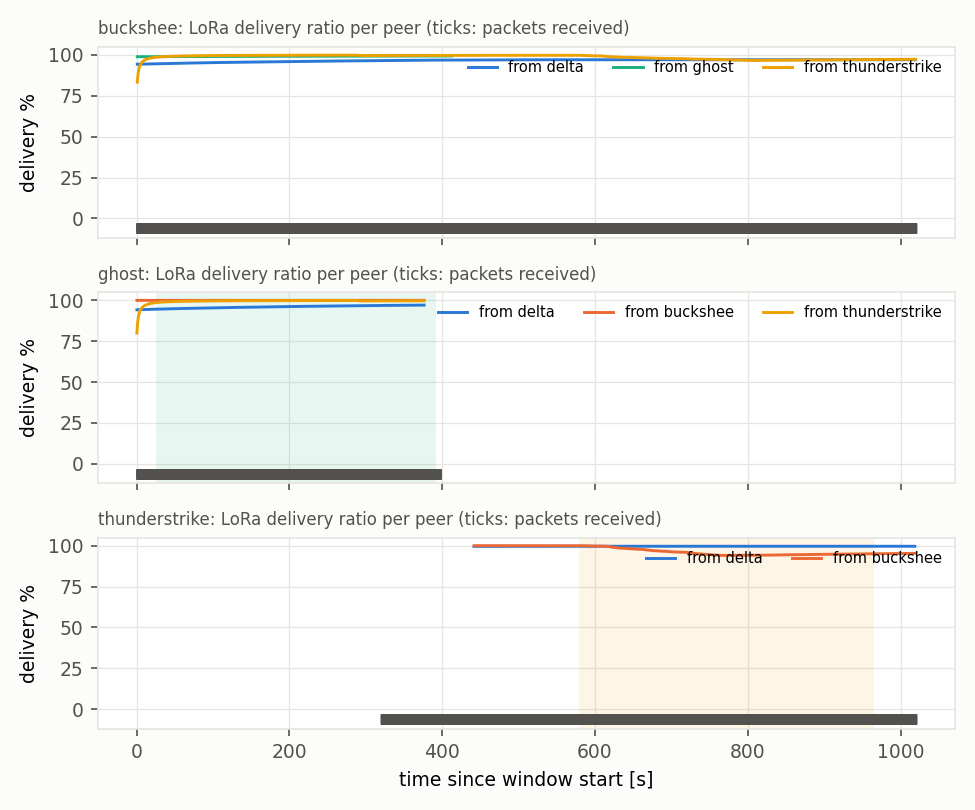 buckshee: LoRa delivery ratio per peer (ticks: packets received)
100
75
50
25
0
delivery %
from delta
from ghost
from thunderstrike
ghost: LoRa delivery ratio per peer (ticks: packets received)
100
75
50
25
0
delivery %
from delta
from buckshee
from thunderstrike
thunderstrike: LoRa delivery ratio per peer (ticks: packets received)
100
75
50
25
0
delivery %
from delta
from buckshee
0 200 400 600 800 1000
time since window start [s]